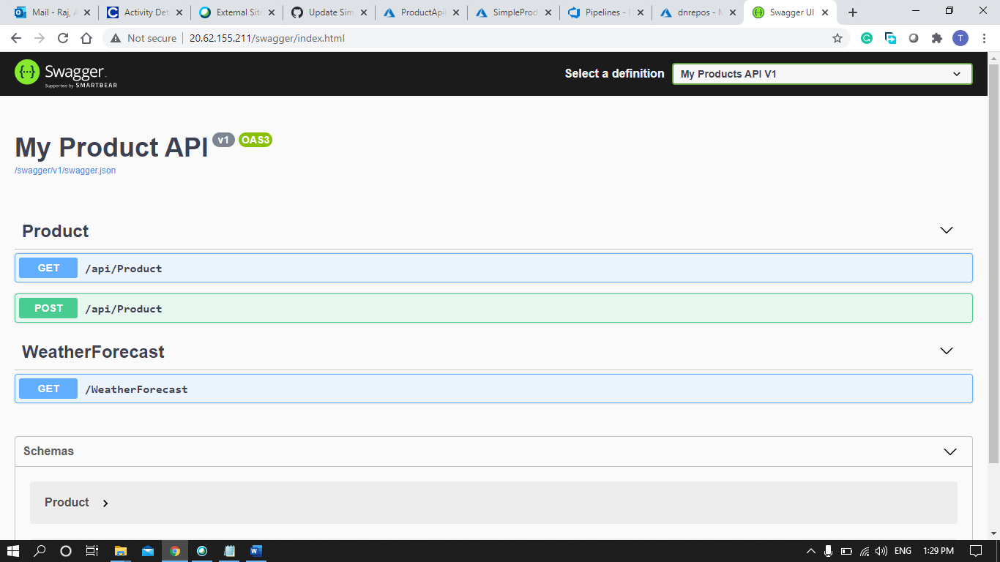 Mail - Raj, A
Activity Det
External Site
Update Sim
ProductApi
SimpleProd
Pipelines -
dnrepos -
Swagger UI
Not secure
20.62.155.211/swagger/index.html
T
Swagger
Supported by SMARTBEAR
Select a definition
My Products API V1
My Product API v1 OAS3
/swagger/v1/swagger.json
Product
GET /api/Product
POST /api/Product
WeatherForecast
GET /WeatherForecast
Schemas
Product
ENG
1:29 PM